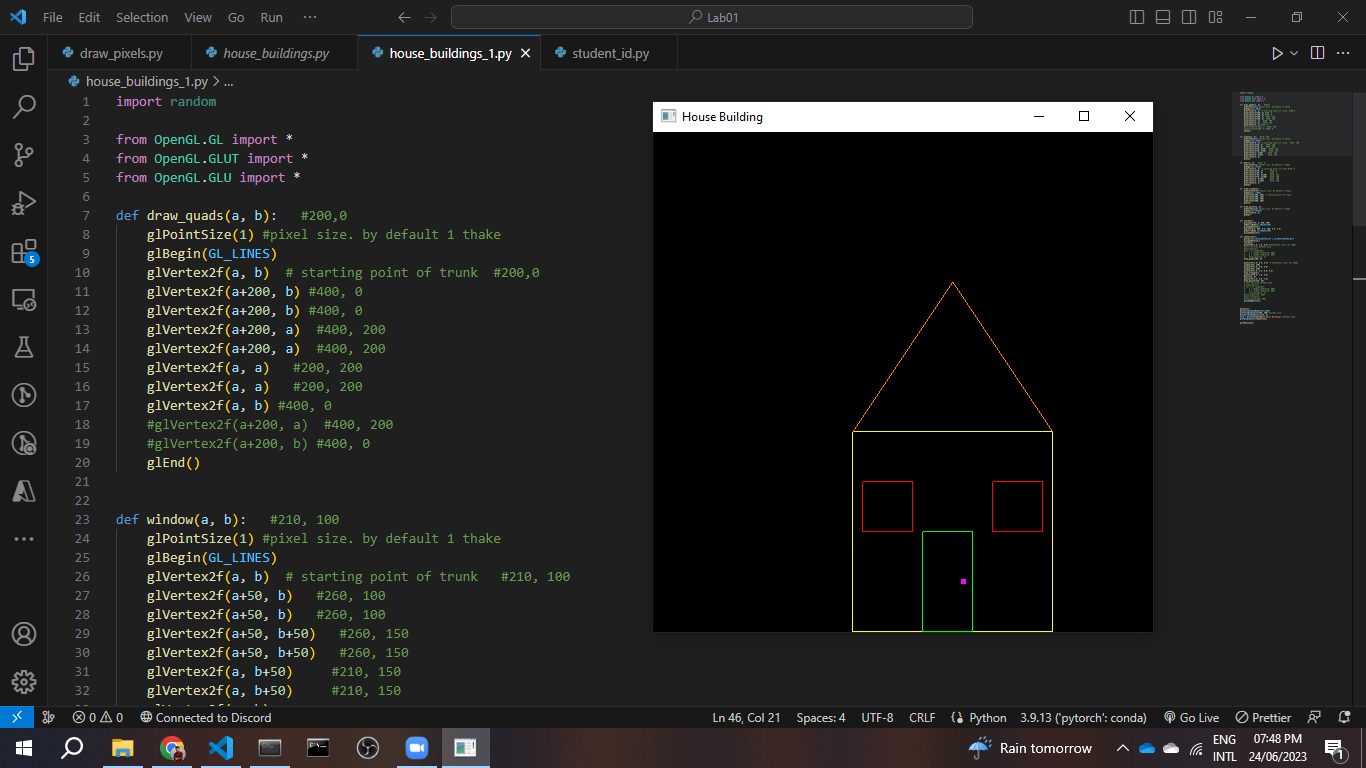 File Edit Selection View Go Run ··· Lab01
draw_pixels.py house_buildings.py house_buildings_1.py student_id.py
house_buildings_1.py > ...
1 import random
2
3 from OpenGL.GL import *
4 from OpenGL.GLUT import *
5 from OpenGL.GLU import *
6
7 def draw_quads(a, b):   #200,0
8     glPointSize(1) #pixel size. by default 1 thake
9     glBegin(GL_LINES)
10     glVertex2f(a, b)  # starting point of trunk  #200,0
11     glVertex2f(a+200, b) #400, 0
12     glVertex2f(a+200, b) #400, 0
13     glVertex2f(a+200, a)  #400, 200
14     glVertex2f(a+200, a)  #400, 200
15     glVertex2f(a, a)   #200, 200
16     glVertex2f(a, a)   #200, 200
17     glVertex2f(a, b) #400, 0
18     #glVertex2f(a+200, a)  #400, 200
19     #glVertex2f(a+200, b) #400, 0
20     glEnd()
21
22
23 def window(a, b):   #210, 100
24     glPointSize(1) #pixel size. by default 1 thake
25     glBegin(GL_LINES)
26     glVertex2f(a, b)  # starting point of trunk   #210, 100
27     glVertex2f(a+50, b)   #260, 100
28     glVertex2f(a+50, b)   #260, 100
29     glVertex2f(a+50, b+50)   #260, 150
30     glVertex2f(a+50, b+50)   #260, 150
31     glVertex2f(a, b+50)     #210, 150
32     glVertex2f(a, b+50)     #210, 150
House Building
5
0 0 Connected to Discord Ln 46, Col 21 Spaces: 4 UTF-8 CRLF Python 3.9.13 ('pytorch': conda) Go Live Prettier
Rain tomorrow ENG INTL 07:48 PM 24/06/2023 1